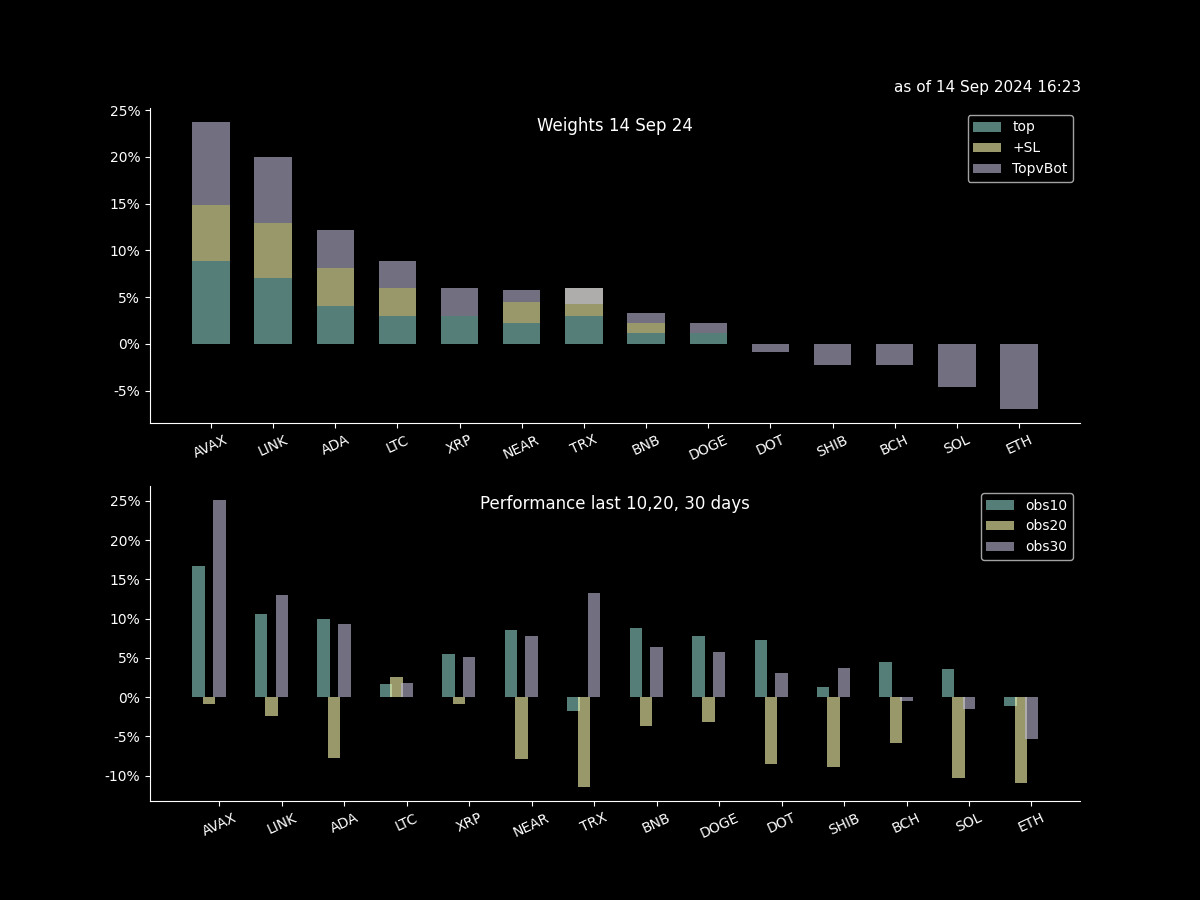 as of 14 Sep 2024 16:23
Weights 14 Sep 24
top
+SL
TopvBot
25%
20%
15%
10%
5%
0%
-5%
AVAX LINK ADA LTC XRP NEAR TRX BNB DOGE DOT SHIB BCH SOL ETH
Performance last 10,20, 30 days
obs10
obs20
obs30
25%
20%
15%
10%
5%
0%
-5%
-10%
AVAX LINK ADA LTC XRP NEAR TRX BNB DOGE DOT SHIB BCH SOL ETH